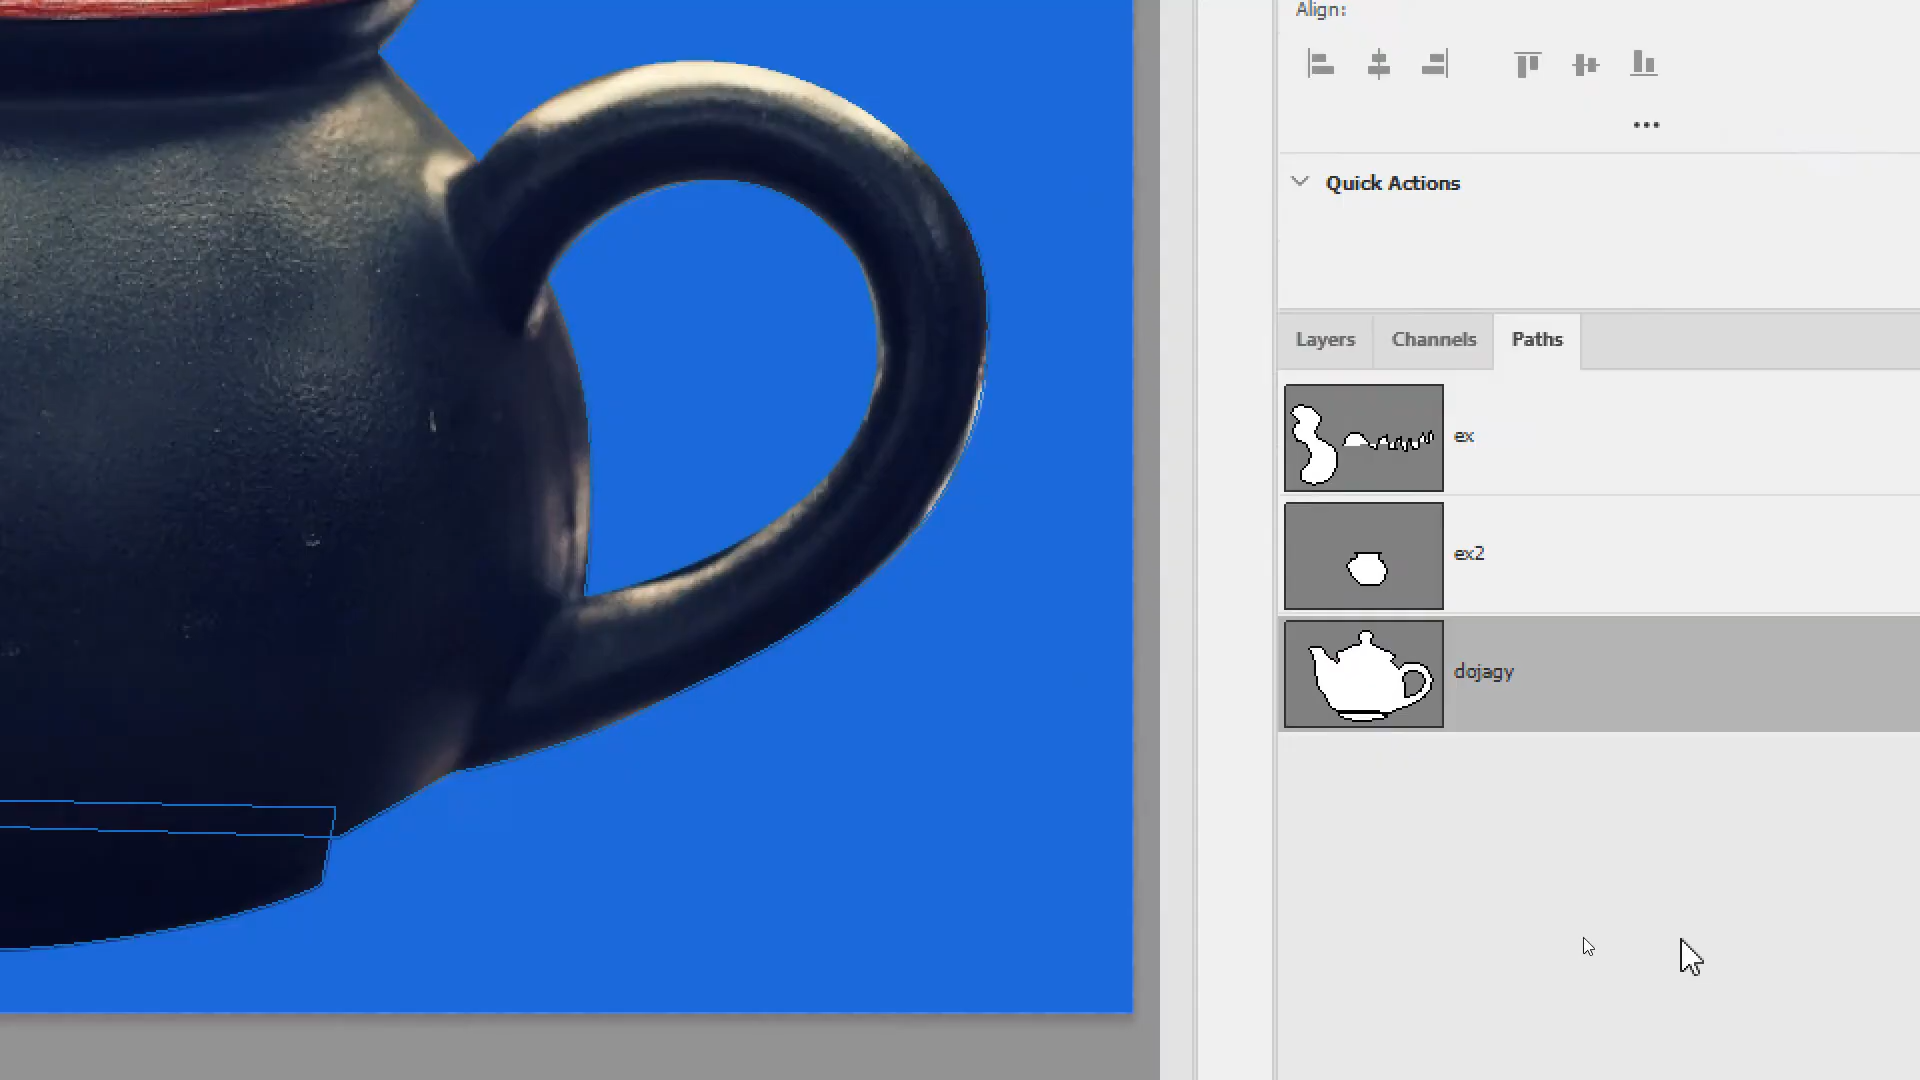 Align:
Quick Actions
Layers
Channels
Paths
ex
ex2
dojagy